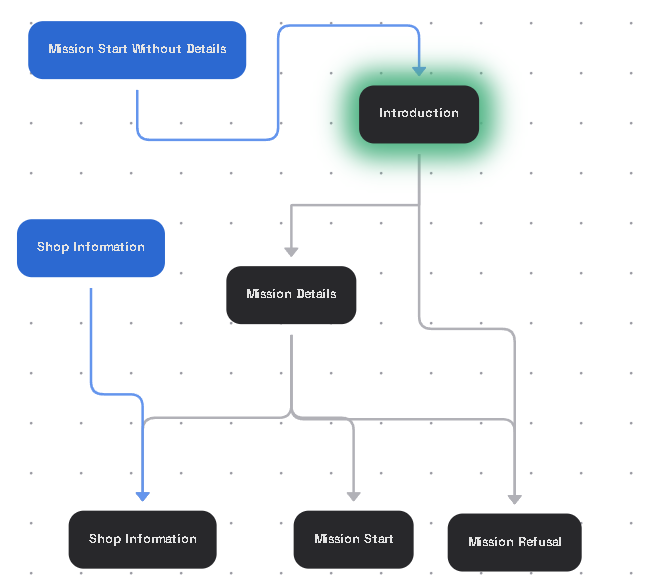 Mission Start Without Details
Introduction
Shop Information
Mission Details
Shop Information
Mission Start
Mission Refusal